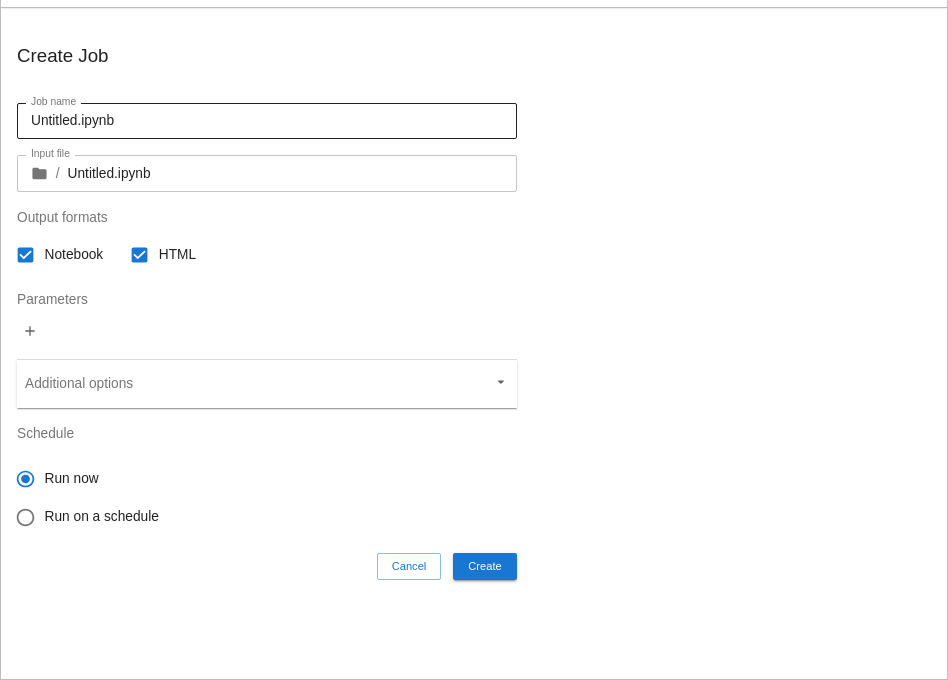 Create Job
Job name
Untitled.ipynb
Input file
/ Untitled.ipynb
Output formats
Notebook HTML
Parameters
+
Additional options
Schedule
Run now
Run on a schedule
Cancel Create